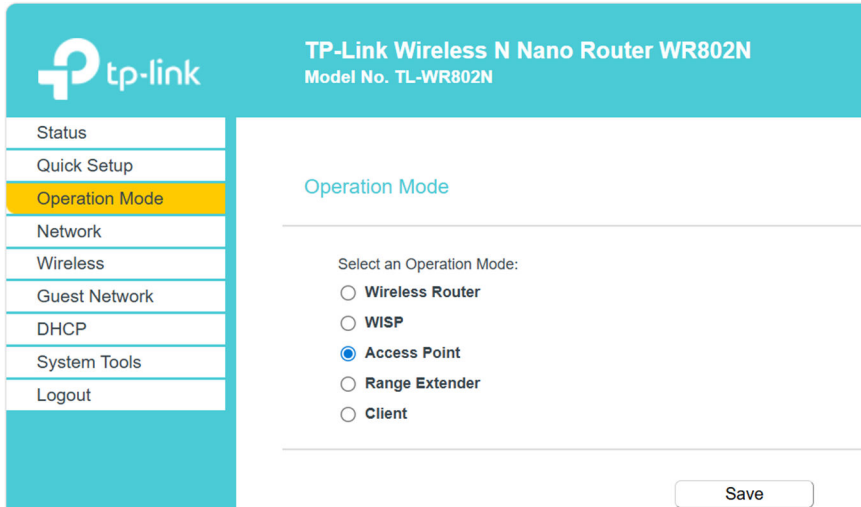 tp-link
TP-Link Wireless N Nano Router WR802N
Model No. TL-WR802N
Status
Quick Setup
Operation Mode
Network
Wireless
Guest Network
DHCP
System Tools
Logout
Operation Mode
Select an Operation Mode:
Wireless Router
WISP
Access Point
Range Extender
Client
Save